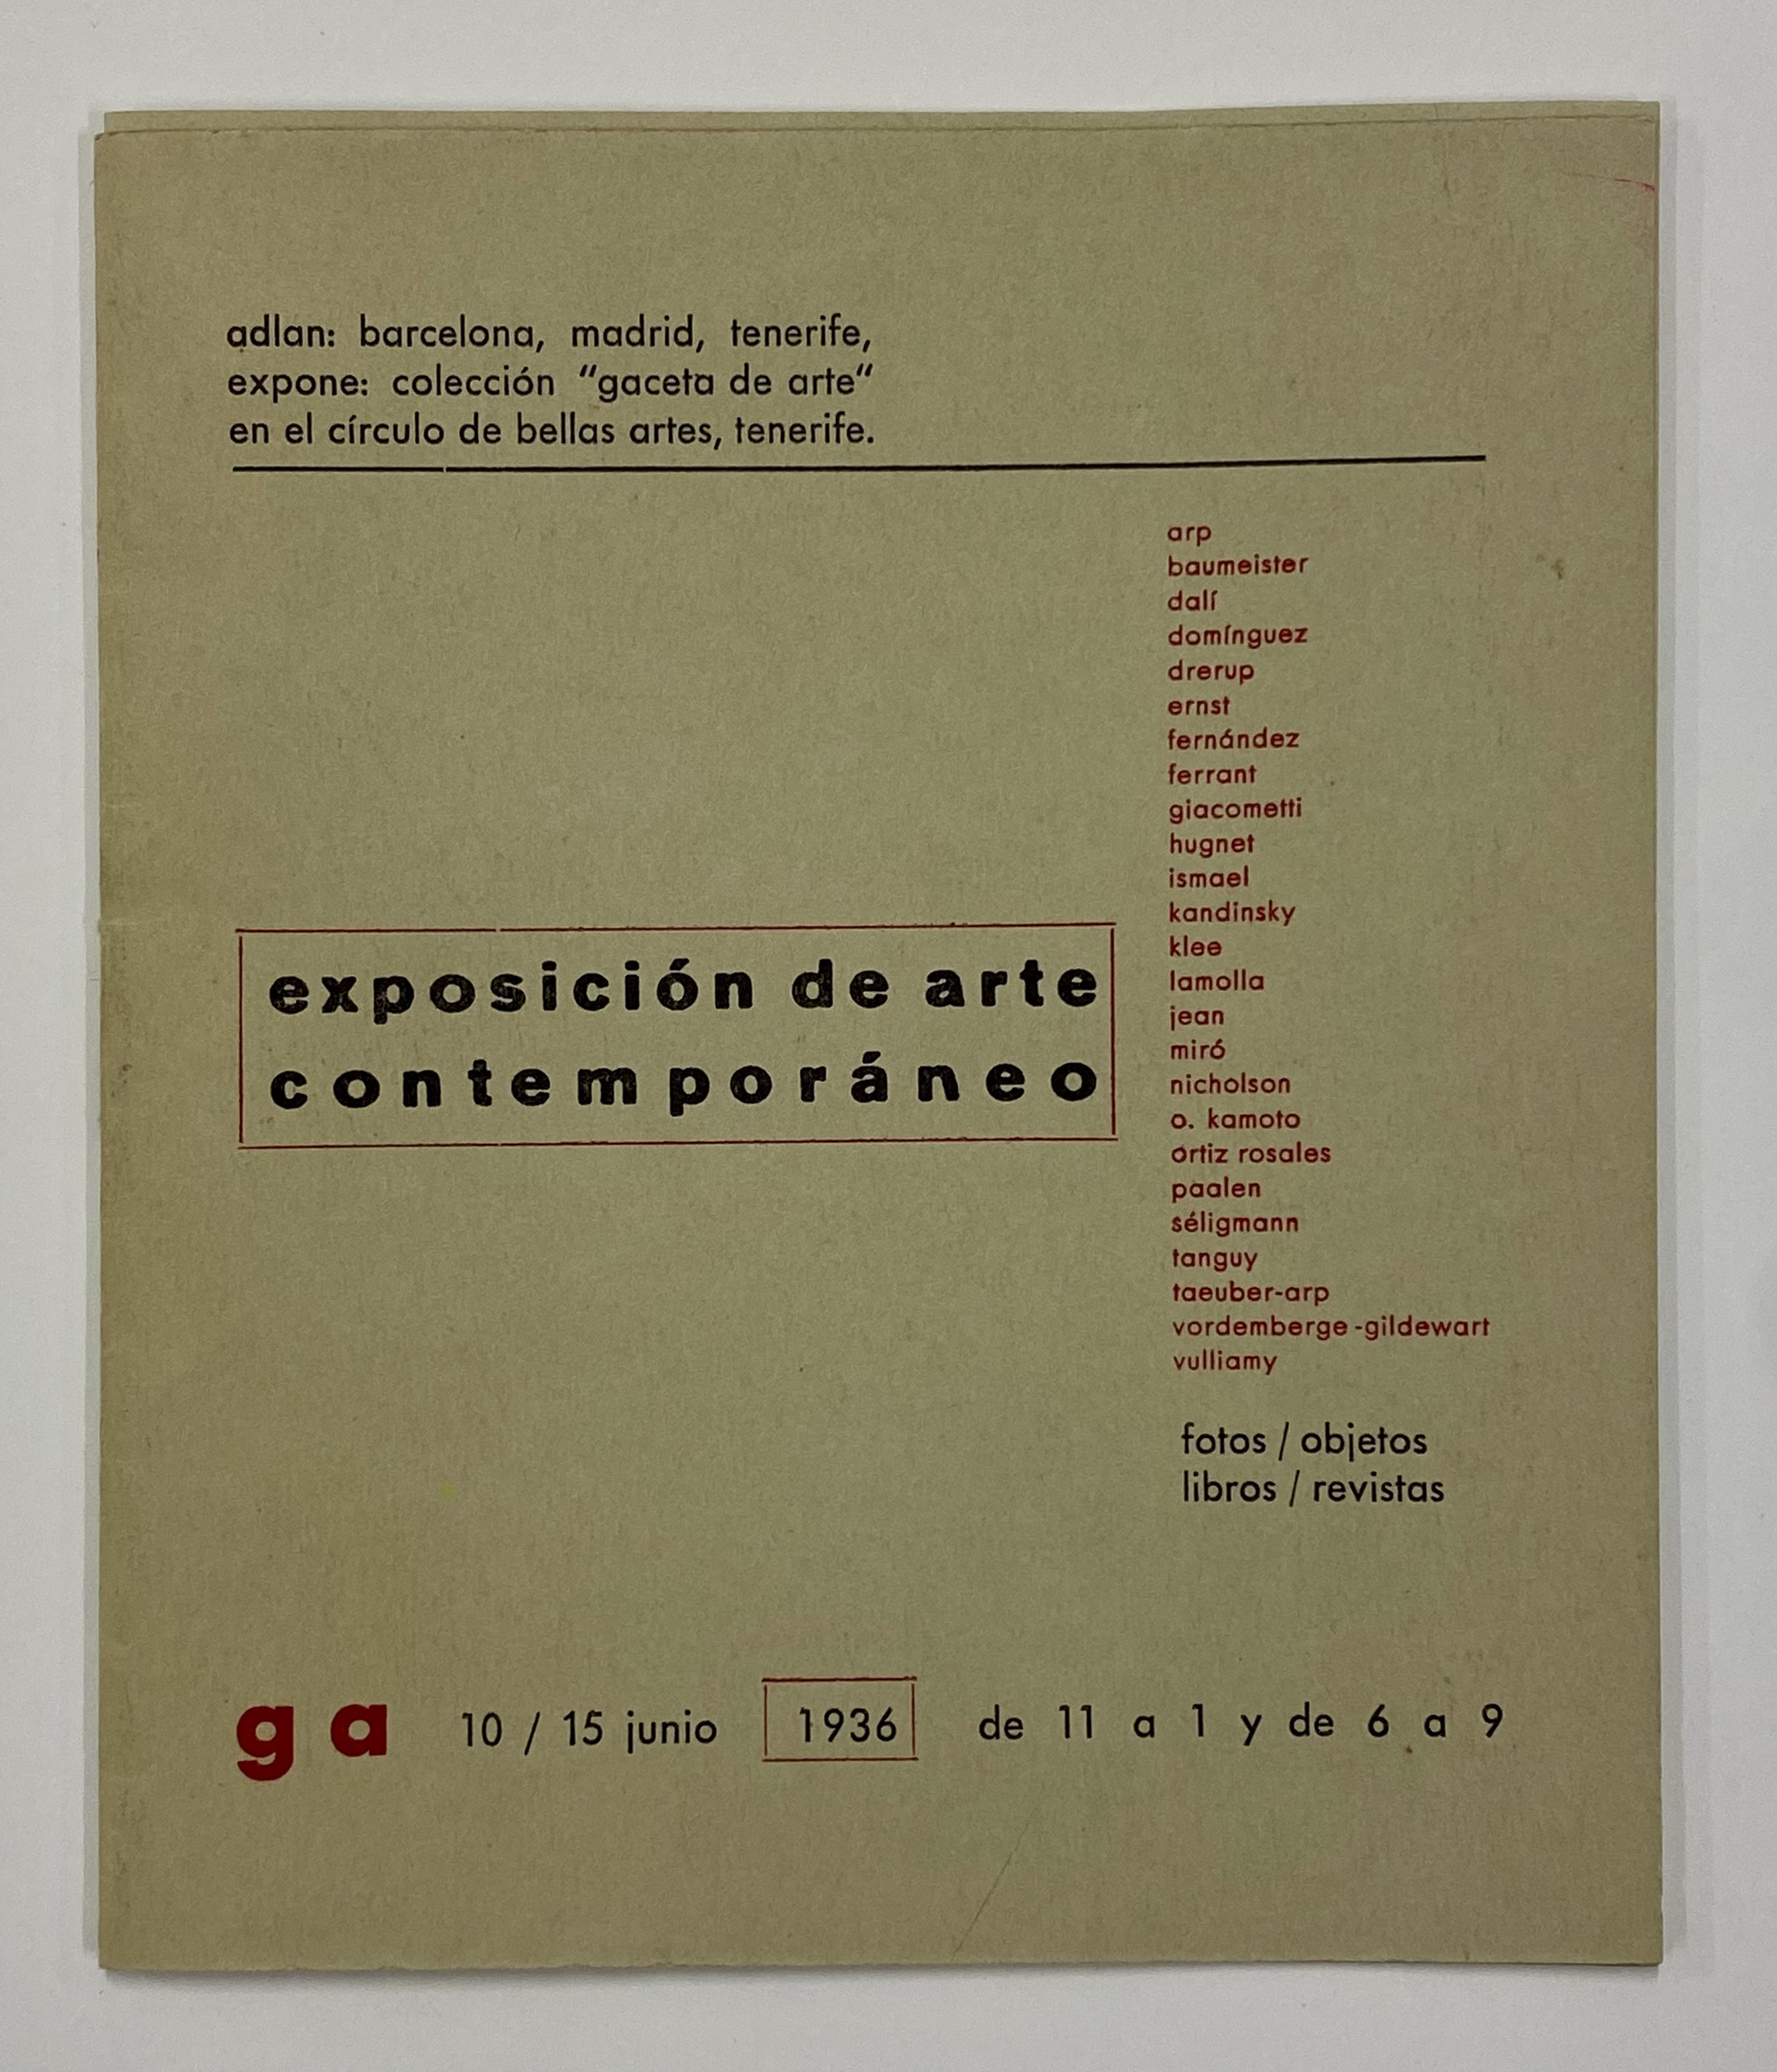 adlan: barcelona, madrid, tenerife,
expone: colección “gaceta de arte“
en el círculo de bellas artes, tenerife.
arp
baumeister
dalí
domínguez
drerup
ernst
fernández
ferrant
giacometti
hugnet
ismael
kandinsky
klee
lamolla
jean
miró
nicholson
o. kamoto
ortiz rosales
paalen
séligmann
tanguy
taeuber-arp
vordemberge-gildewart
vulliamy
exposición de arte
contemporáneo
fotos / objetos
libros / revistas
ga 10 / 15 junio 1936 de 11 a 1 y de 6 a 9